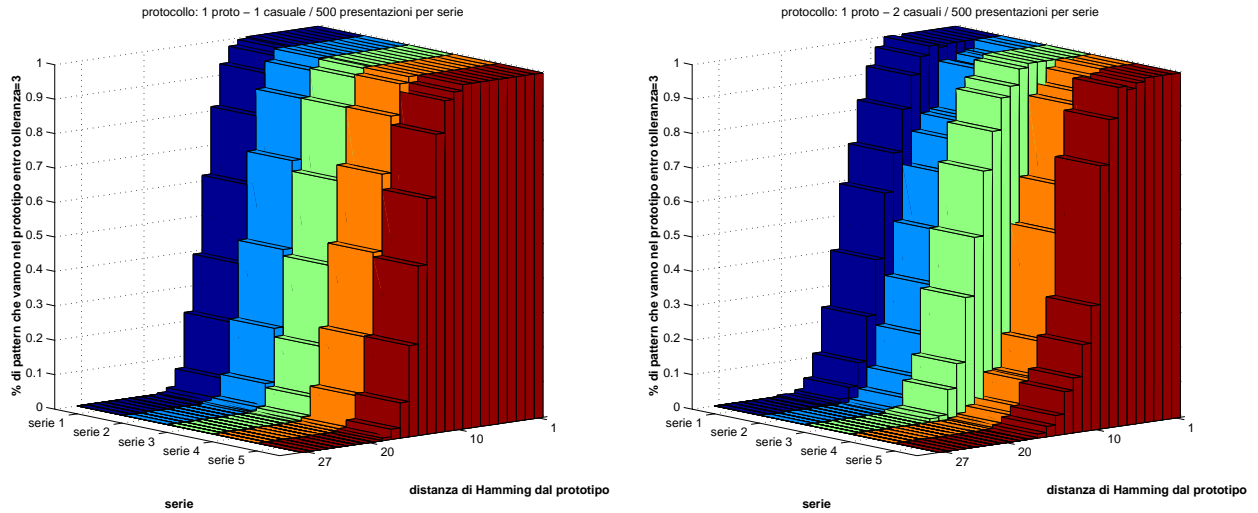 protocollo: 1 proto − 1 casuale / 500 presentazioni per serie
% di pattern che vanno nel prototipo entro tolleranza=3
1
0.9
0.8
0.7
0.6
0.5
0.4
0.3
0.2
0.1
0
serie 1
serie 2
serie 3
serie 4
serie 5
27
20
10
1
distanza di Hamming dal prototipo
serie
protocollo: 1 proto − 2 casuali / 500 presentazioni per serie
% di pattern che vanno nel prototipo entro tolleranza=3
1
0.9
0.8
0.7
0.6
0.5
0.4
0.3
0.2
0.1
0
serie 1
serie 2
serie 3
serie 4
serie 5
27
20
10
1
distanza di Hamming dal prototipo
serie